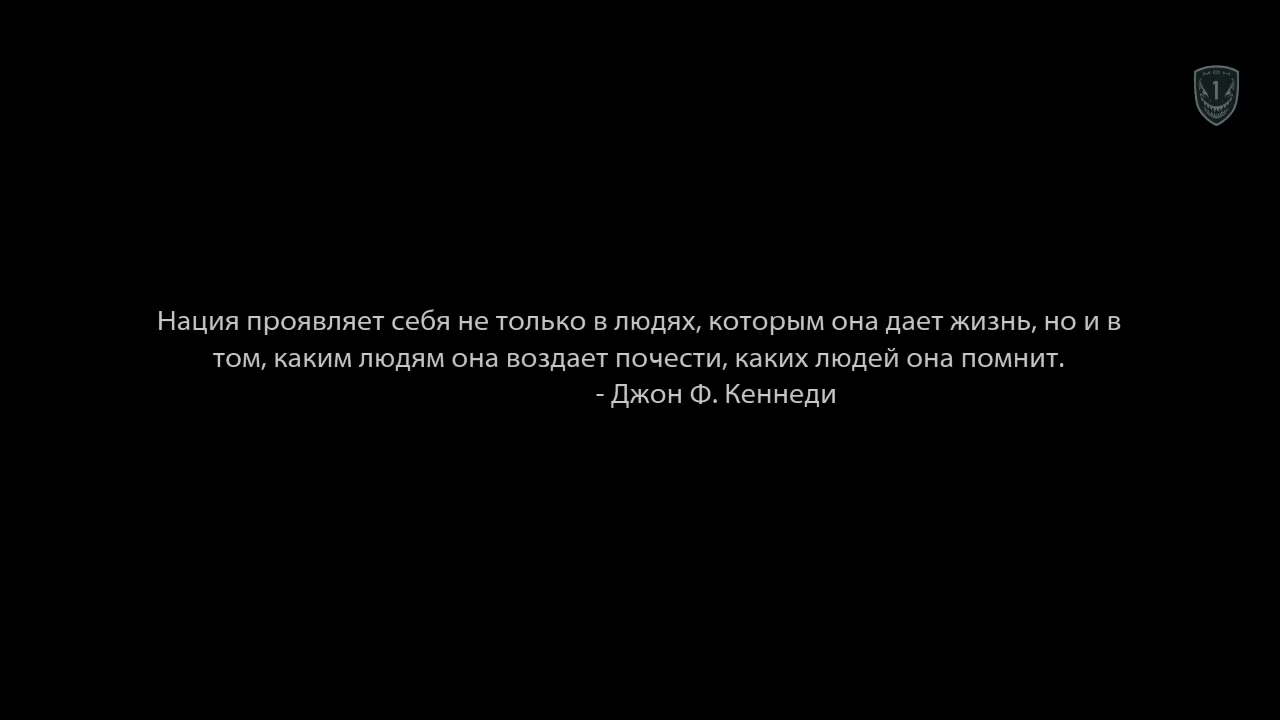 1
Нация проявляет себя не только в людях, которым она дает жизнь, но и в
том, каким людям она воздает почести, каких людей она помнит.
- Джон Ф. Кеннеди